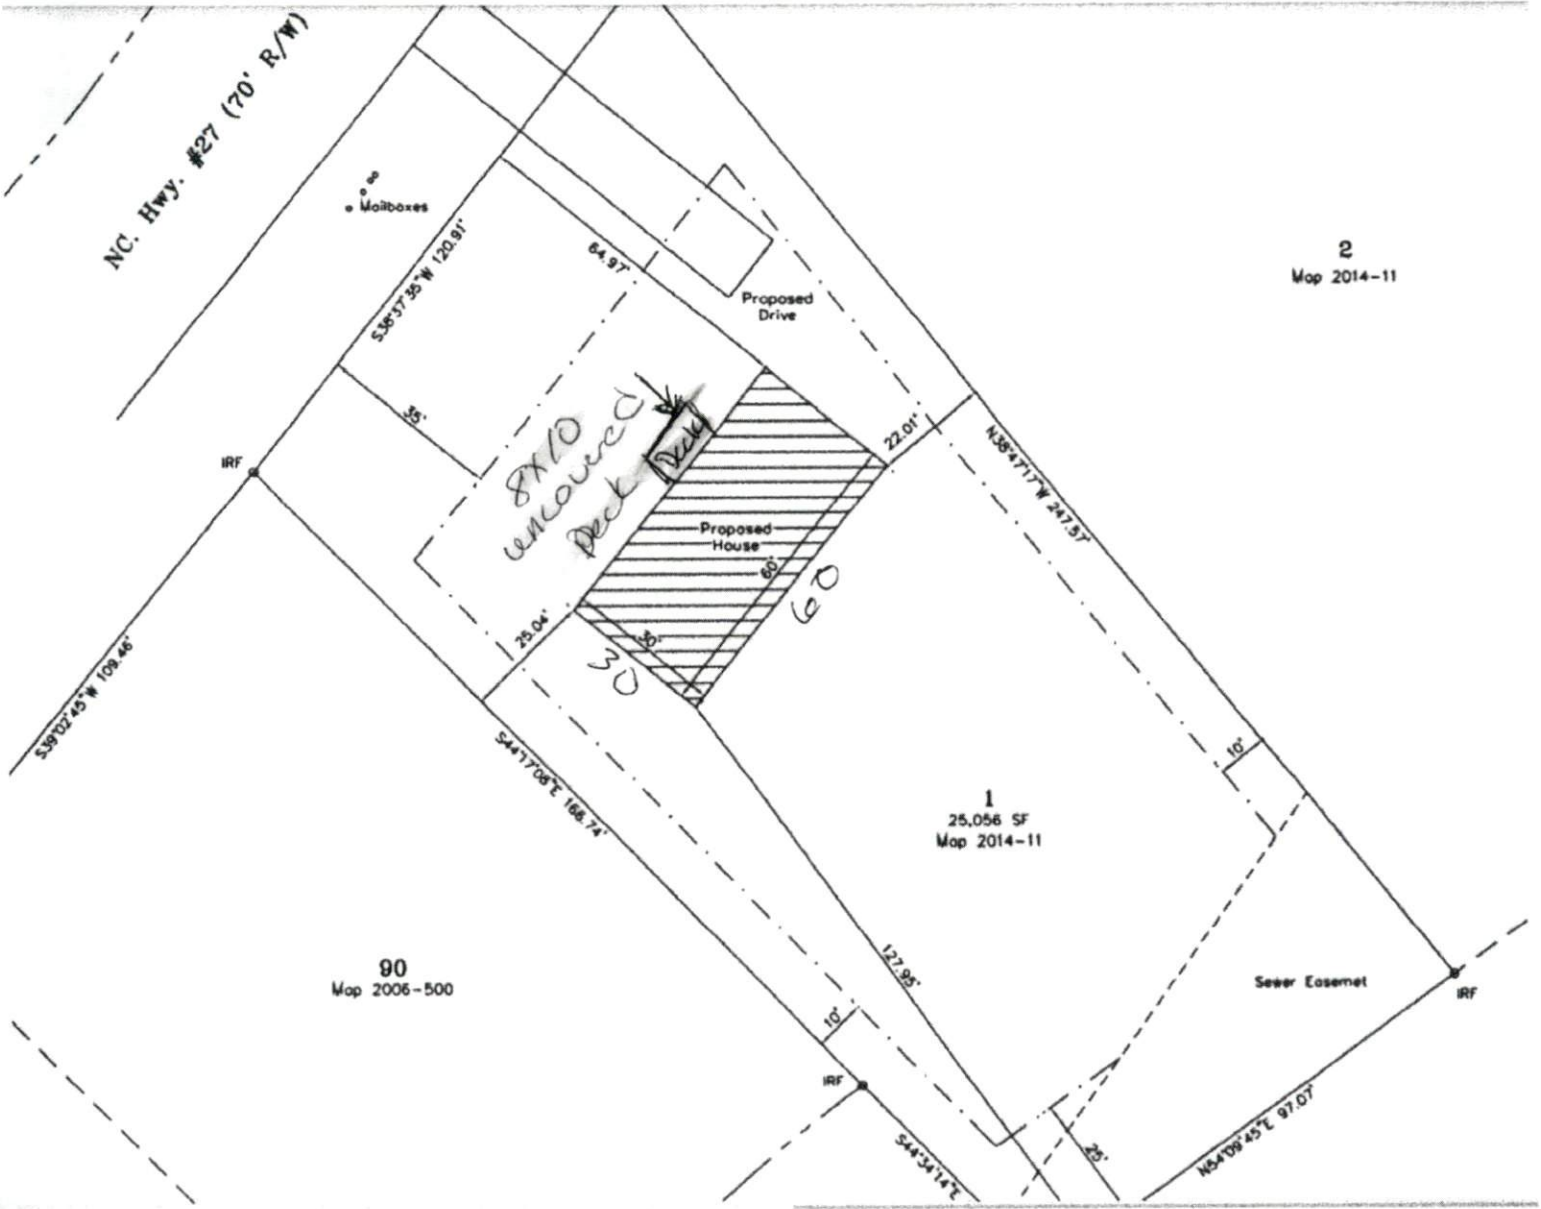 NC. Hwy. #27 (70' R/W)
Mailboxes
S38°37'35"W 120.91'
64.97'
Proposed
Drive
2
Map 2014-11
35'
IRF
8X10
uncovered
Deck
Deck
22.01'
N38°47'17"W 247.57'
Proposed
House
60'
60
25.04'
30'
30
S39°02'45"W 109.46'
S44°17'08"E 166.74'
10'
1
25,056 SF
Map 2014-11
90
Map 2006-500
127.95'
Sewer Easemet
IRF
10'
IRF
S44°34'14"E
25'
N54°09'45"E 97.07'